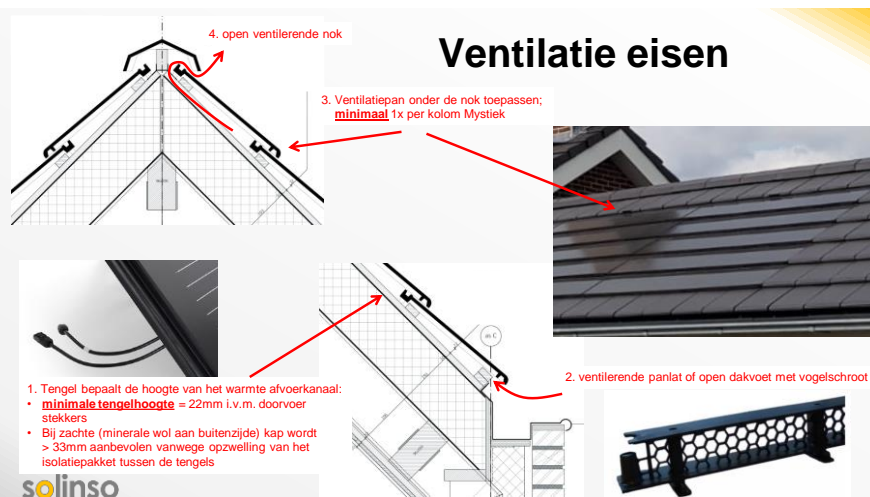 Ventilatie eisen
4. open ventilerende nok
3. Ventilatiepan onder de nok toepassen;
minimaal 1x per kolom Mystiek
1. Tengel bepaalt de hoogte van het warmte afvoerkanaal:
• minimale tengelhoogte = 22mm i.v.m. doorvoer
stekkers
• Bij zachte (minerale wol aan buitenzijde) kap wordt
> 33mm aanbevolen vanwege opzwelling van het
isolatiepakket tussen de tengels
2. ventilerende panlat of open dakvoet met vogelschroot
solinso